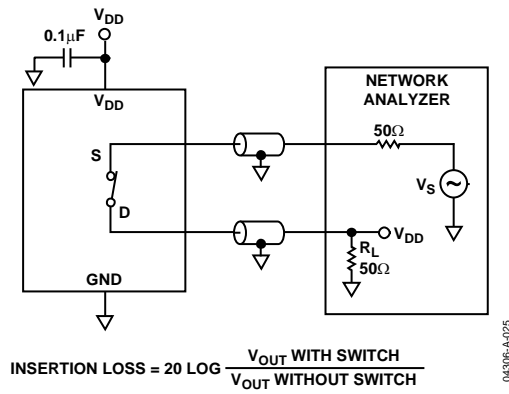 V_DD
0.1μF
V_DD
NETWORK
ANALYZER
50Ω
S
V_S
~
D
V_DD
R_L
50Ω
GND
INSERTION LOSS = 20 LOG V_OUT WITH SWITCH
V_OUT WITHOUT SWITCH
04306-A-025